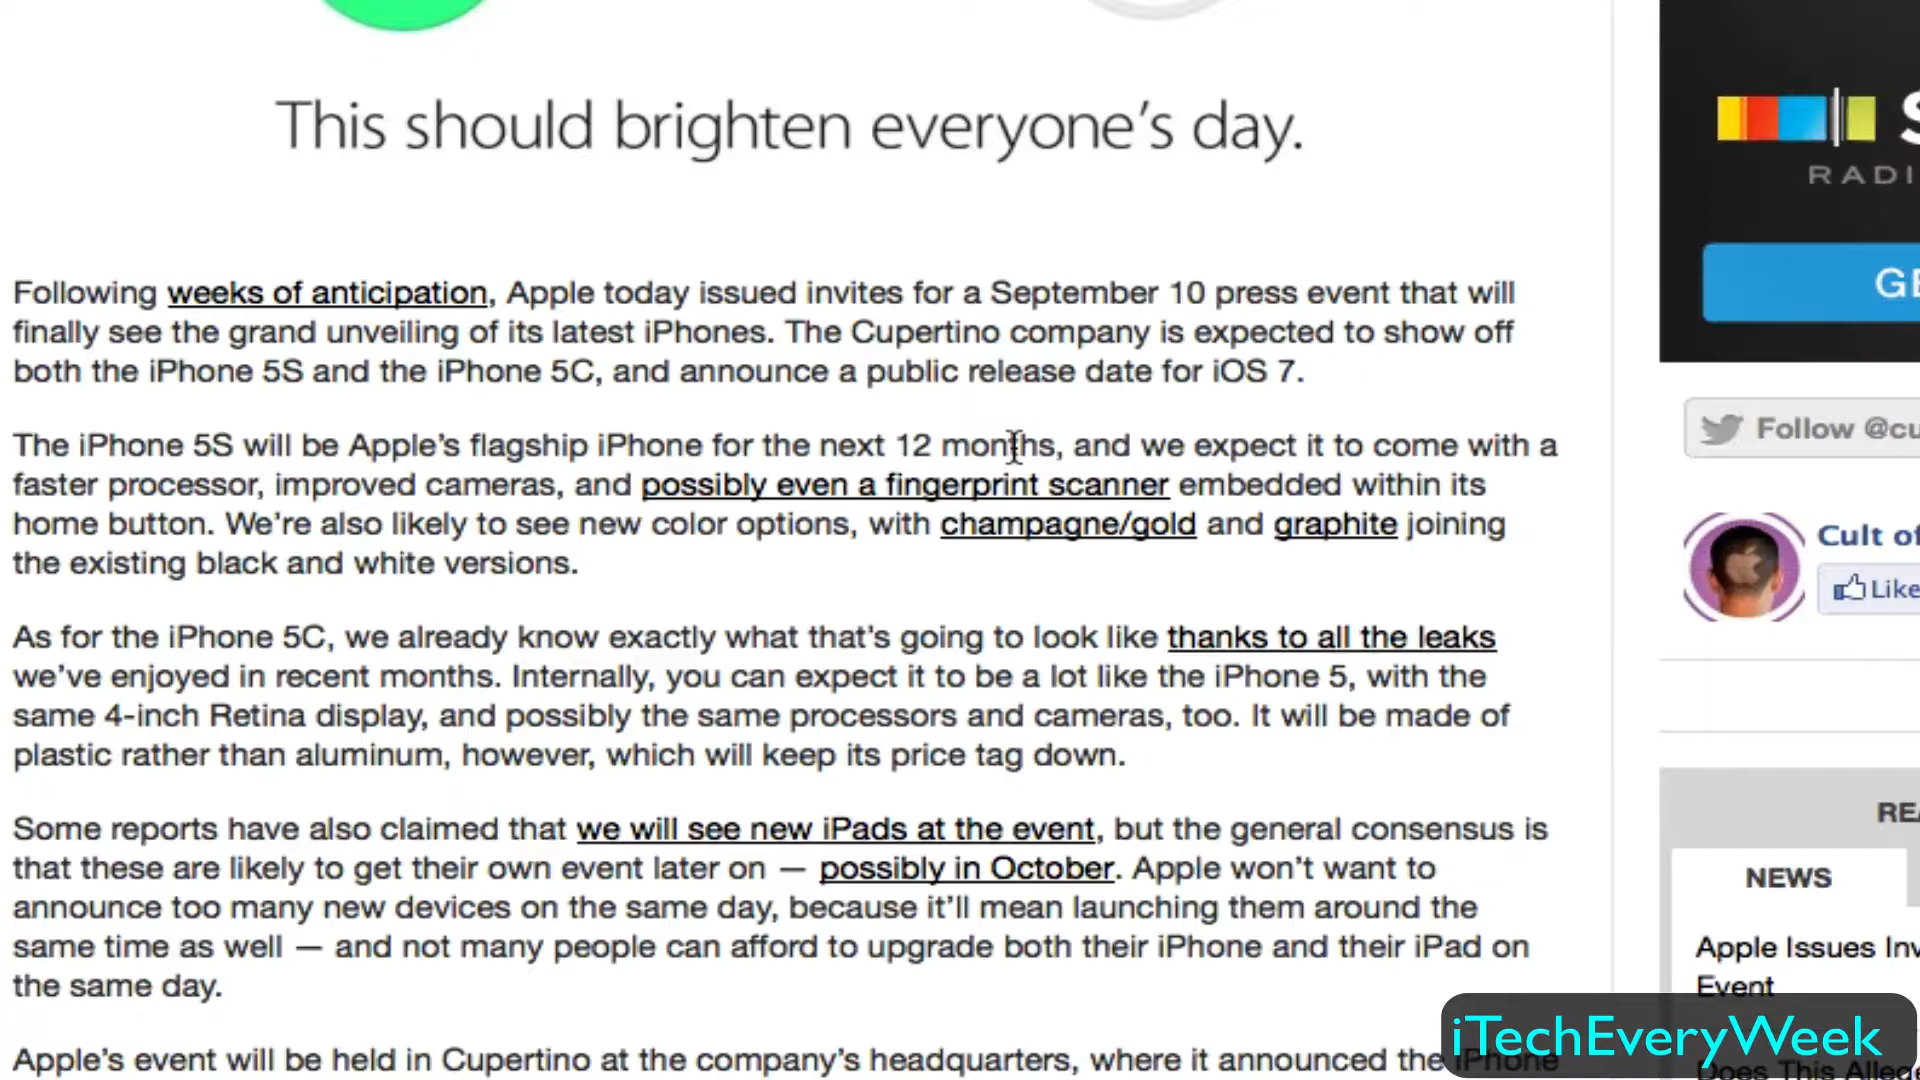 This should brighten everyone's day.
Following weeks of anticipation, Apple today issued invites for a September 10 press event that will
finally see the grand unveiling of its latest iPhones. The Cupertino company is expected to show off
both the iPhone 5S and the iPhone 5C, and announce a public release date for iOS 7.
The iPhone 5S will be Apple's flagship iPhone for the next 12 months, and we expect it to come with a
faster processor, improved cameras, and possibly even a fingerprint scanner embedded within its
home button. We're also likely to see new color options, with champagne/gold and graphite joining
the existing black and white versions.
As for the iPhone 5C, we already know exactly what that's going to look like thanks to all the leaks
we've enjoyed in recent months. Internally, you can expect it to be a lot like the iPhone 5, with the
same 4-inch Retina display, and possibly the same processors and cameras, too. It will be made of
plastic rather than aluminum, however, which will keep its price tag down.
Some reports have also claimed that we will see new iPads at the event, but the general consensus is
that these are likely to get their own event later on — possibly in October. Apple won't want to
announce too many new devices on the same day, because it'll mean launching them around the
same time as well — and not many people can afford to upgrade both their iPhone and their iPad on
the same day.
Apple's event will be held in Cupertino at the company's headquarters, where it announced the iPhone
S
RADI
GE
Follow @cu
Cult of
Like
REA
NEWS
Apple Issues Inv
Event
Does This Allege
iTechEveryWeek